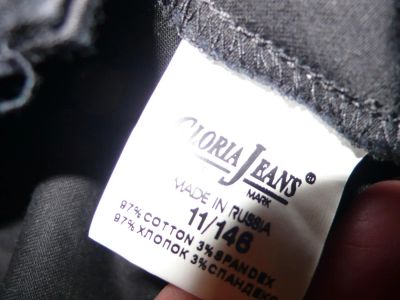 GLORIA JEANS ®
MARK
MADE IN RUSSIA
11/146
97% COTTON 3% SPANDEX
97% ХЛОПОК 3% СПАНДЕКС